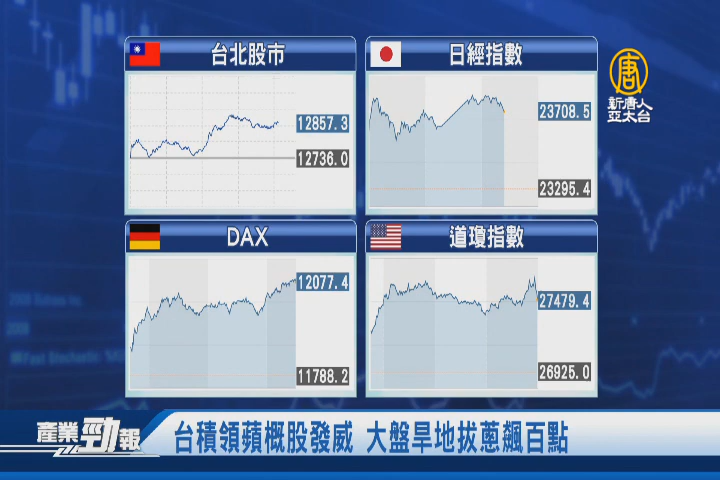 台北股市
12857.3
12736.0
日經指數
23708.5
23295.4
唐
新唐人
亞太台
DAX
12077.4
11788.2
道瓊指數
27479.4
26925.0
產業勁報
台積領蘋概股發威 大盤旱地拔蔥飆百點